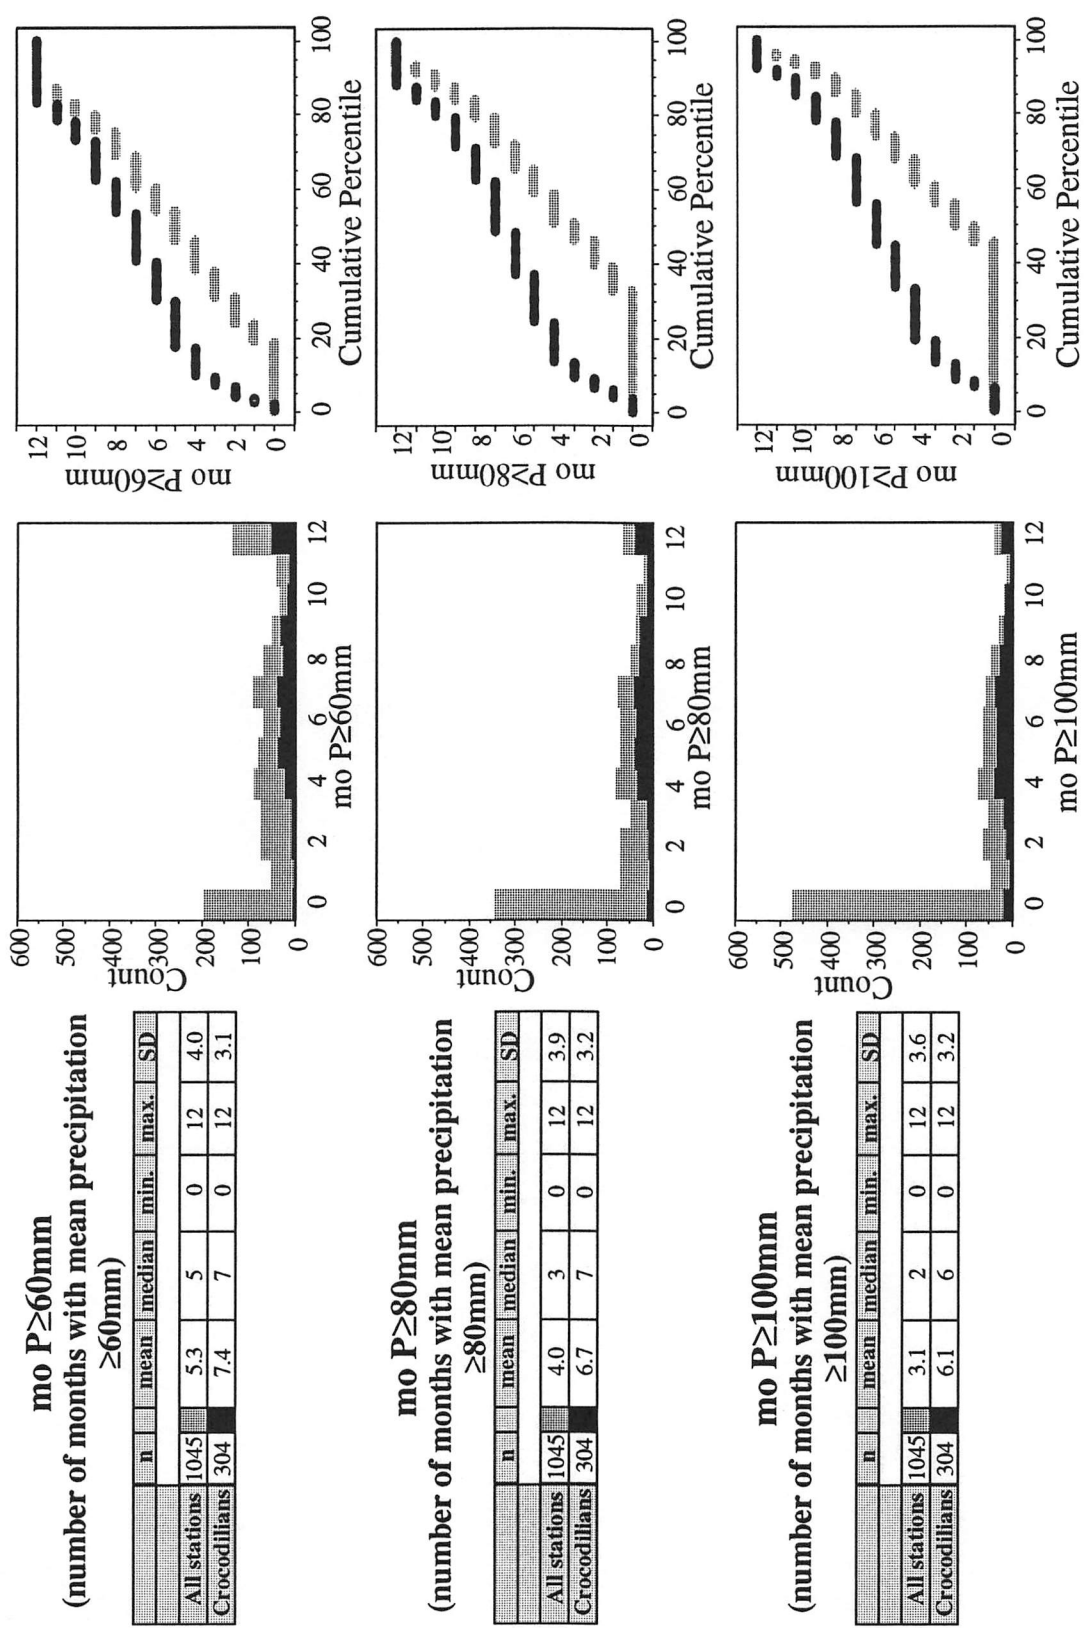 mo P≥60mm
(number of months with mean precipitation
≥60mm)
n mean median min. max. SD
All stations 1045 5.3 5 0 12 4.0
Crocodilians 304 7.4 7 0 12 3.1
600
500
400
300
200
100
0
Count
0 2 4 6 8 10 12
mo P≥60mm
12
10
8
6
4
2
0
mo P≥60mm
0 20 40 60 80 100
Cumulative Percentile
mo P≥80mm
(number of months with mean precipitation
≥80mm)
n mean median min. max. SD
All stations 1045 4.0 3 0 12 3.9
Crocodilians 304 6.7 7 0 12 3.2
600
500
400
300
200
100
0
Count
0 2 4 6 8 10 12
mo P≥80mm
12
10
8
6
4
2
0
mo P≥80mm
0 20 40 60 80 100
Cumulative Percentile
mo P≥100mm
(number of months with mean precipitation
≥100mm)
n mean median min. max. SD
All stations 1045 3.1 2 0 12 3.6
Crocodilians 304 6.1 6 0 12 3.2
600
500
400
300
200
100
0
Count
0 2 4 6 8 10 12
mo P≥100mm
12
10
8
6
4
2
0
mo P≥100mm
0 20 40 60 80 100
Cumulative Percentile